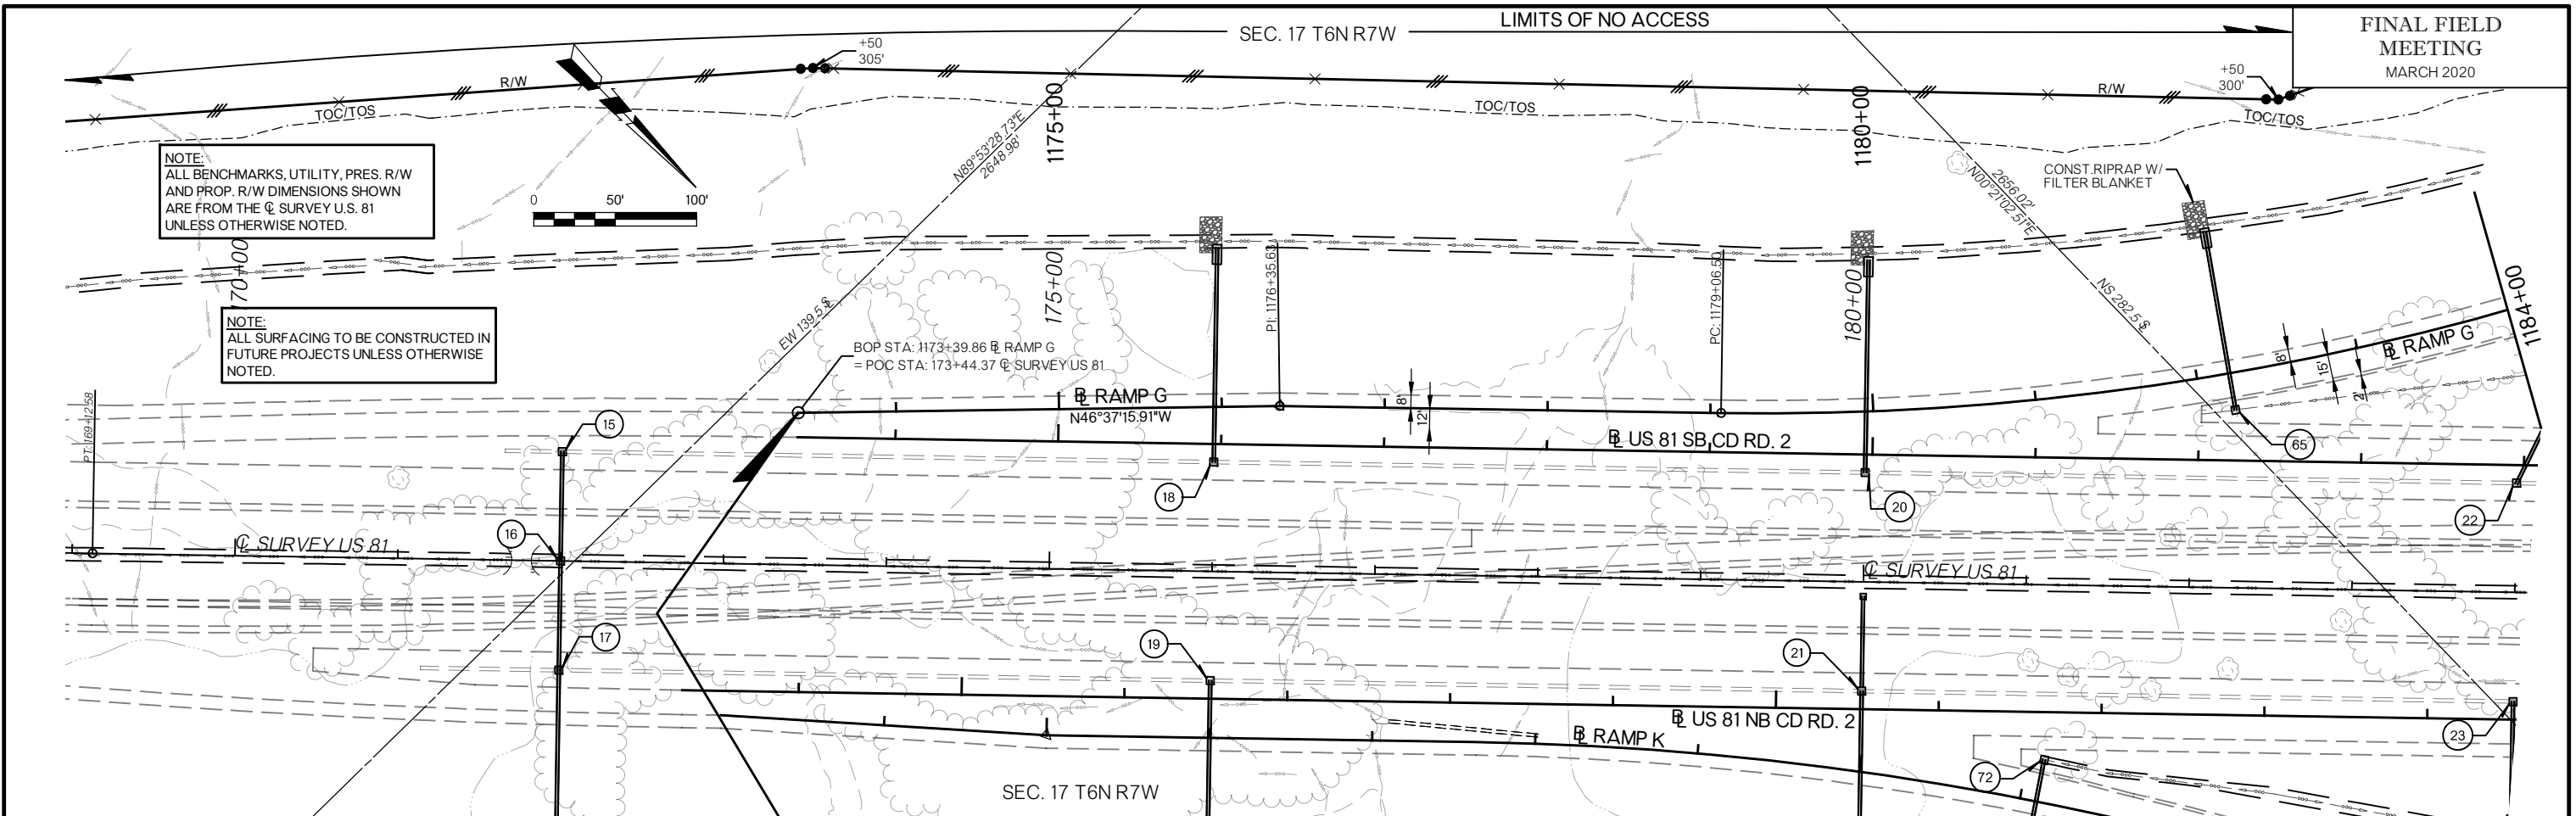 LIMITS OF NO ACCESS
SEC. 17 T6N R7W
FINAL FIELD
MEETING
MARCH 2020
+50
305'
+50
300'
R/W
TOC/TOS
TOC/TOS
R/W
TOC/TOS
1175+00
1180+00
N89°53'28.73"E
2648.98'
2656.02'
N00°21'02.51"E
NOTE:
ALL BENCHMARKS, UTILITY, PRES. R/W
AND PROP. R/W DIMENSIONS SHOWN
ARE FROM THE ℄ SURVEY U.S. 81
UNLESS OTHERWISE NOTED.
0 50' 100'
CONST.RIPRAP W/
FILTER BLANKET
70+00
175+00
180+00
1184+00
PI: 1176+35.63
PC: 1179+06.50
NOTE:
ALL SURFACING TO BE CONSTRUCTED IN
FUTURE PROJECTS UNLESS OTHERWISE
NOTED.
EW 139.5
NS 282.5
BOP STA: 1173+39.86 BL RAMP G
= POC STA: 173+44.37 ℄ SURVEY US 81
BL RAMP G
N46°37'15.91"W
8'
12'
8'
15'
2'
BL RAMP G
PT: 169+12.58
15
BL US 81 SB CD RD. 2
65
18
20
22
16
℄ SURVEY US 81
℄ SURVEY US 81
17
19
21
BL US 81 NB CD RD. 2
BL RAMP K
23
72
SEC. 17 T6N R7W